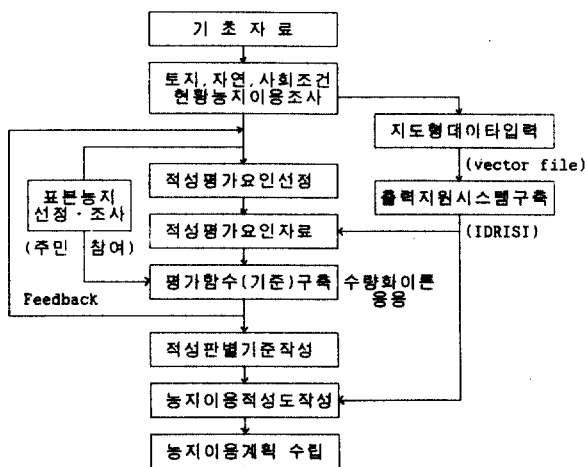 기 초 자 료
토지,자연,사회조건
현황농지이용조사
지도형데이타입력
(vector file)
적성평가요인선정
표본농지
선정·조사
(주민 참여)
출력지원시스템구축
(IDRISI)
적성평가요인자료
평가함수(기준)구축 수량화이론
응용
Feedback
적성판별기준작성
농지이용적성도작성
농지이용계획 수립